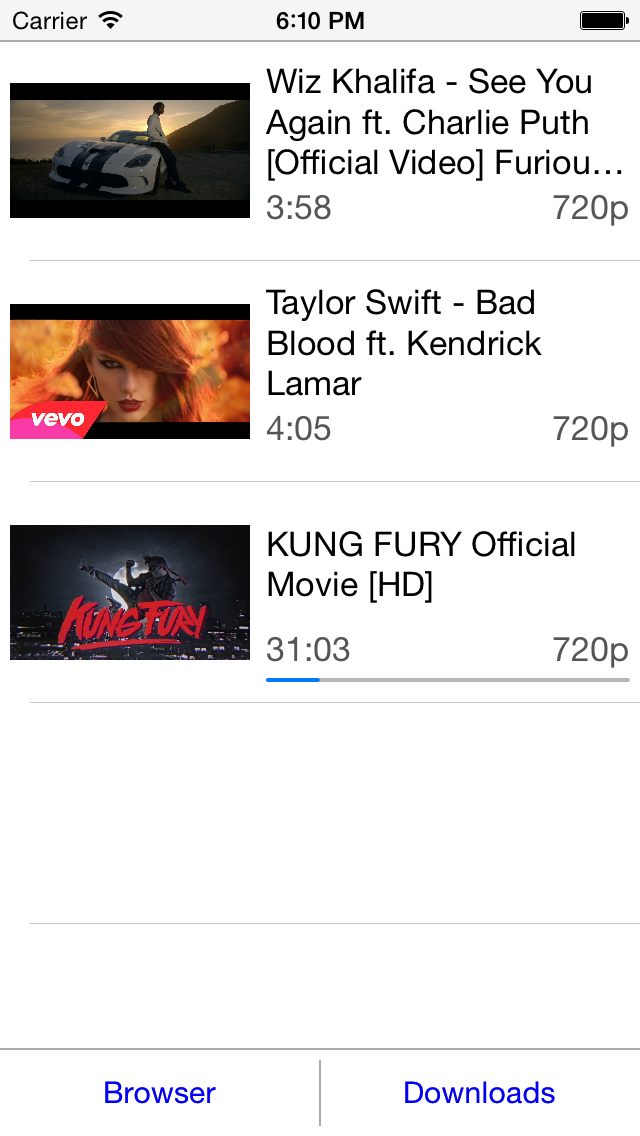 Carrier 6:10 PM
Wiz Khalifa - See You
Again ft. Charlie Puth
[Official Video] Furiou...
3:58 720p
Taylor Swift - Bad
Blood ft. Kendrick
Lamar
vevo
4:05 720p
KUNG FURY Official
Movie [HD]
KUNG FURY
31:03 720p
Browser Downloads